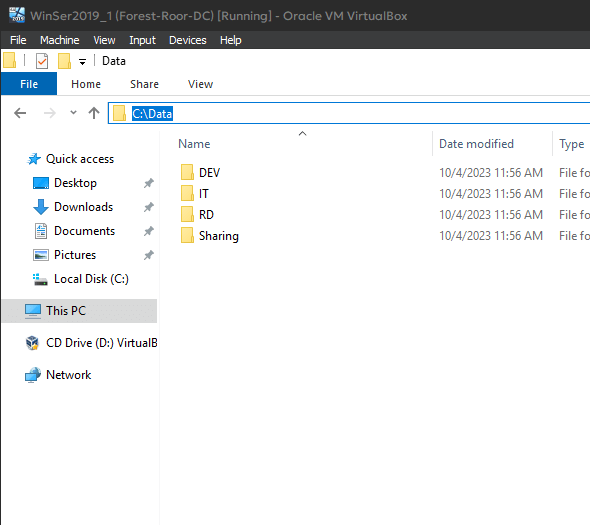 WinSer2019_1 (Forest-Roor-DC) [Running] - Oracle VM VirtualBox
File Machine View Input Devices Help
Data
File Home Share View
C:\Data
Name Date modified Type
Quick access
Desktop
Downloads
Documents
Pictures
Local Disk (C:)
This PC
CD Drive (D:) VirtualB
Network
DEV 10/4/2023 11:56 AM File fo
IT 10/4/2023 11:56 AM File fo
RD 10/4/2023 11:56 AM File fo
Sharing 10/4/2023 11:56 AM File fo